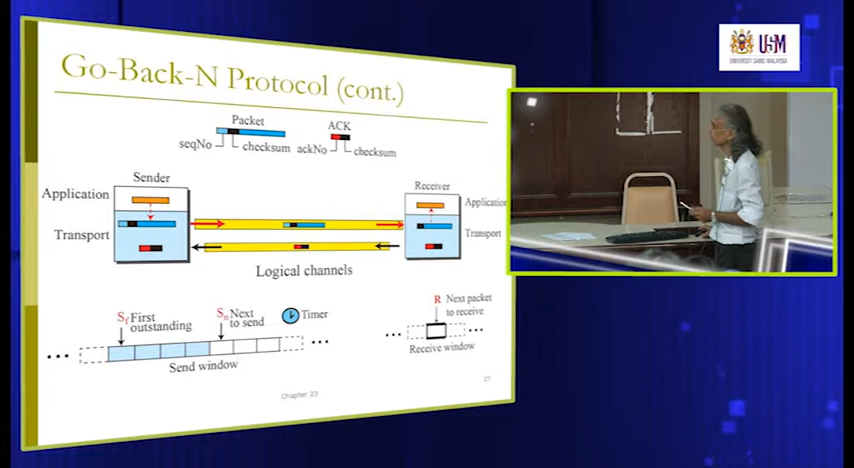 Go-Back-N Protocol (cont.)
Packet
seqNo
checksum
ACK
ackNo
checksum
Sender
Receiver
Application
Transport
Application
Transport
Logical channels
Sf First outstanding
Sn Next to send
Timer
R Next packet to receive
Send window
Receive window
Chapter 23
27
USM
UNIVERSITI SAINS MALAYSIA